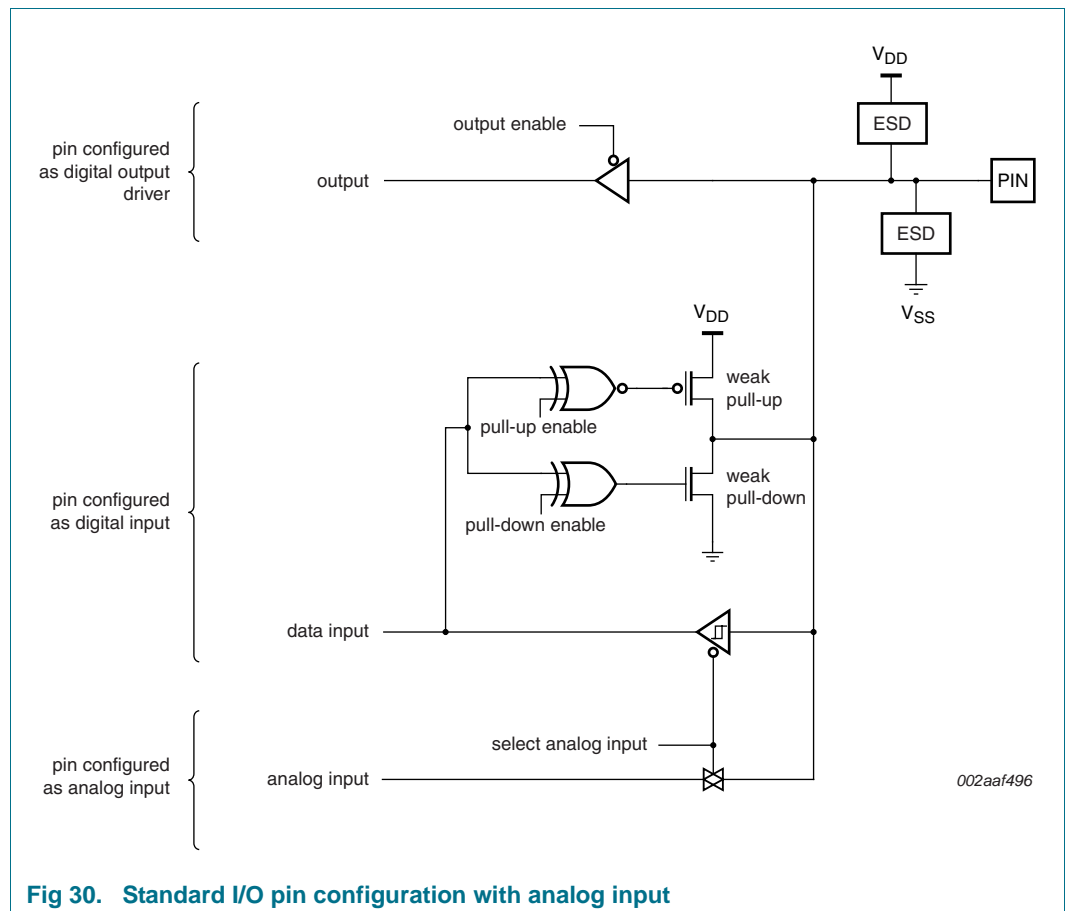 V_DD
ESD
output enable
pin configured
as digital output
driver
output
PIN
ESD
V_SS
V_DD
weak
pull-up
pull-up enable
pin configured
as digital input
weak
pull-down
pull-down enable
data input
select analog input
pin configured
as analog input
analog input
002aaf496
Fig 30. Standard I/O pin configuration with analog input